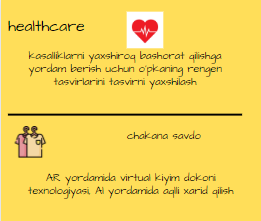 healthcare
kasalliklarni yaxshiroq bashorat qilishga
yordam berish uchun o'pkaning rengen
tasvirlarini tasvirni yaxshilash
chakana savdo
AR yordamida virtual kiyim dokoni
texnologiyasi, AI yordamida aqlli xarid qilish